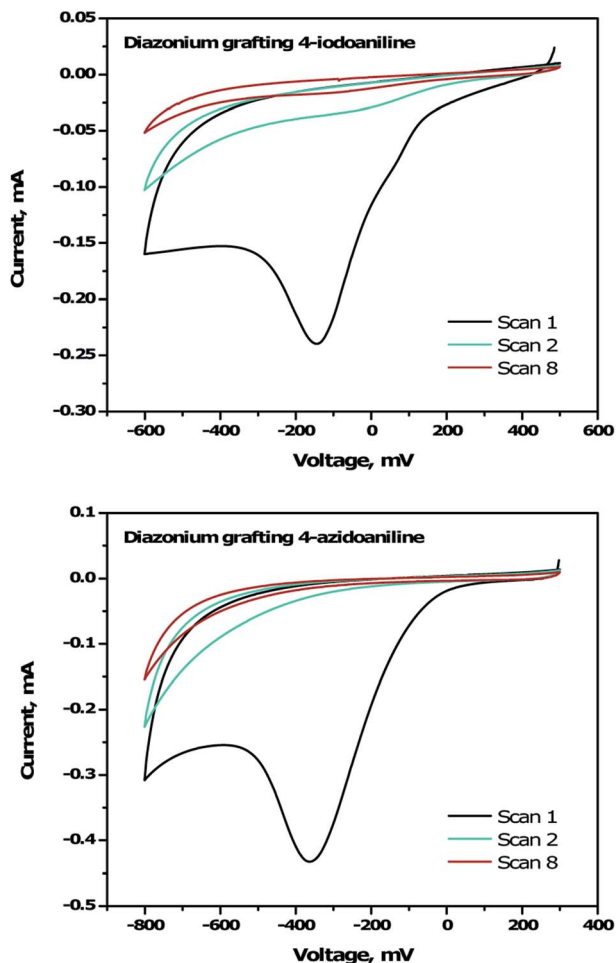 Diazonium grafting 4-iodoaniline
0.05
0.00
-0.05
-0.10
-0.15
-0.20
-0.25
-0.30
Current, mA
Scan 1
Scan 2
Scan 8
-600 -400 -200 0 200 400 600
Voltage, mV
Diazonium grafting 4-azidoaniline
0.1
0.0
-0.1
-0.2
-0.3
-0.4
-0.5
Current, mA
Scan 1
Scan 2
Scan 8
-800 -600 -400 -200 0 200 400
Voltage, mV